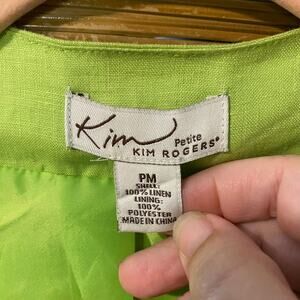 Kim
Petite
KIM ROGERS®
PM
SHELL:
100% LINEN
LINING:
100%
POLYESTER
MADE IN CHINA